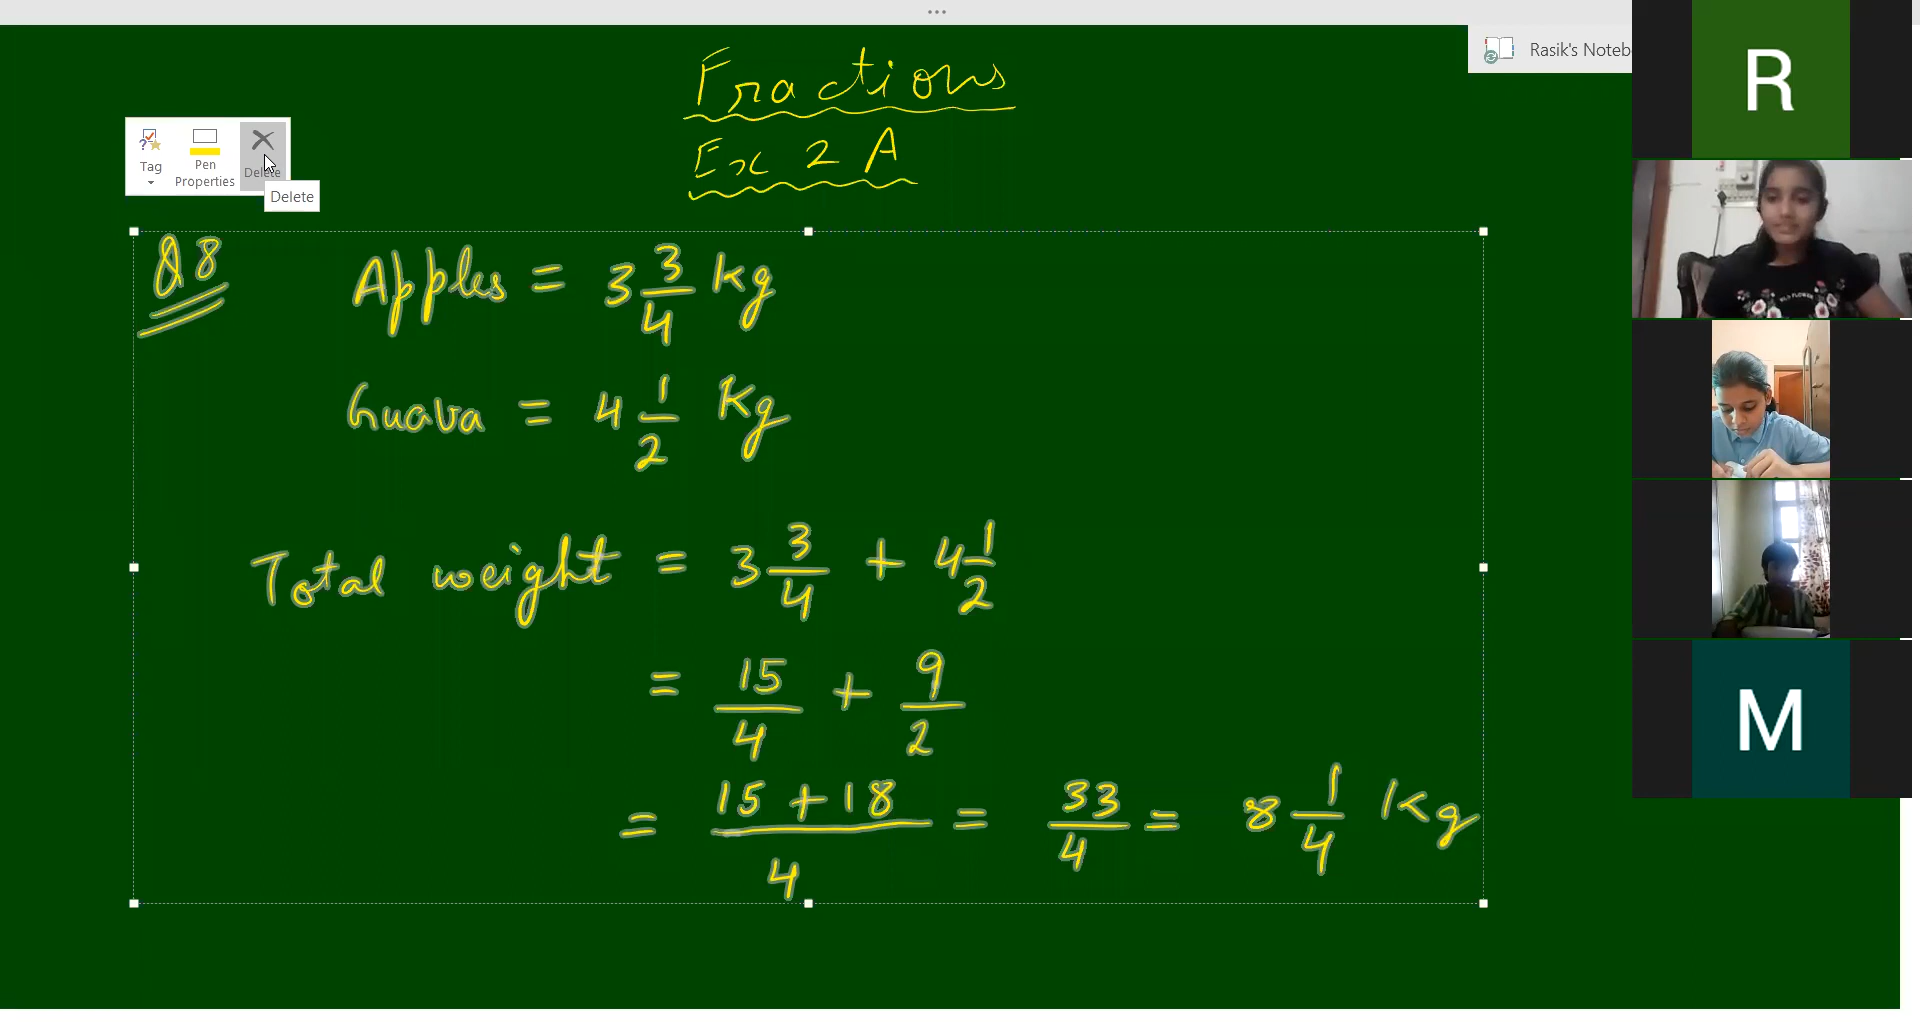 ...
Rasik's Noteb
R
Fractions
Ex 2 A
Tag
Pen Properties
Delete
Delete
Q8
Apples = 3 3/4 kg
Guava = 4 1/2 Kg
Total weight = 3 3/4 + 4 1/2
= 15/4 + 9/2
= 15 + 18 / 4 = 33/4 = 8 1/4 Kg
M